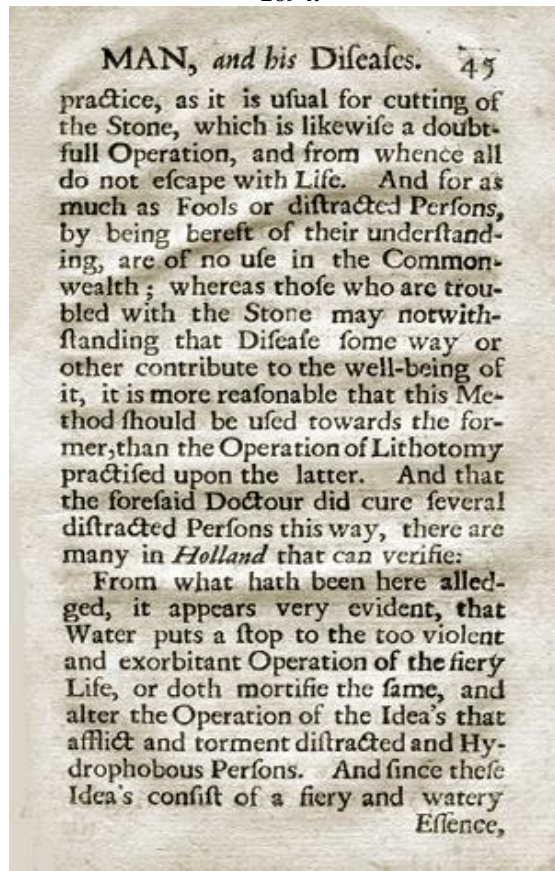 MAN, and his Diſeaſes. 45
practice, as it is uſual for cutting of
the Stone, which is likewiſe a doubt-
full Operation, and from whence all
do not eſcape with Life. And for as
much as Fools or diſtracted Perſons,
by being bereft of their underſtand-
ing, are of no uſe in the Common-
wealth; whereas thoſe who are trou-
bled with the Stone may notwith-
ſtanding that Diſeaſe ſome way or
other contribute to the well-being of
it, it is more reaſonable that this Me-
thod ſhould be uſed towards the for-
mer, than the Operation of Lithotomy
practiſed upon the latter. And that
the foreſaid Doctour did cure ſeveral
diſtracted Perſons this way, there are
many in Holland that can verifie:
From what hath been here alled-
ged, it appears very evident, that
Water puts a ſtop to the too violent
and exorbitant Operation of the fiery
Life, or doth mortifie the ſame, and
alter the Operation of the Idea's that
afflict and torment diſtracted and Hy-
drophobous Perſons. And ſince theſe
Idea's conſiſt of a fiery and watery
Eſſence,